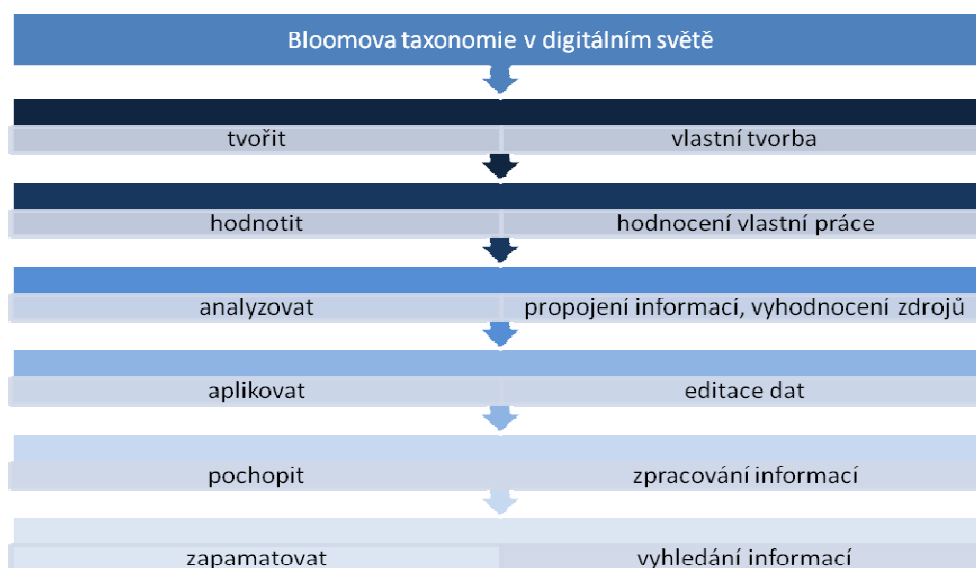 Bloomova taxonomie v digitálním světě
tvořit vlastní tvorba
hodnotit hodnocení vlastní práce
analyzovat propojení informací, vyhodnocení zdrojů
aplikovat editace dat
pochopit zpracování informací
zapamatovat vyhledání informací